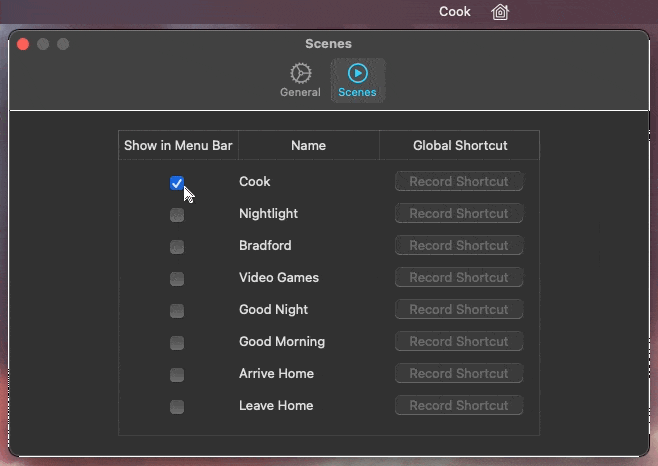 Cook
Scenes
General Scenes
Show in Menu Bar Name Global Shortcut
Cook Record Shortcut
Nightlight Record Shortcut
Bradford Record Shortcut
Video Games Record Shortcut
Good Night Record Shortcut
Good Morning Record Shortcut
Arrive Home Record Shortcut
Leave Home Record Shortcut